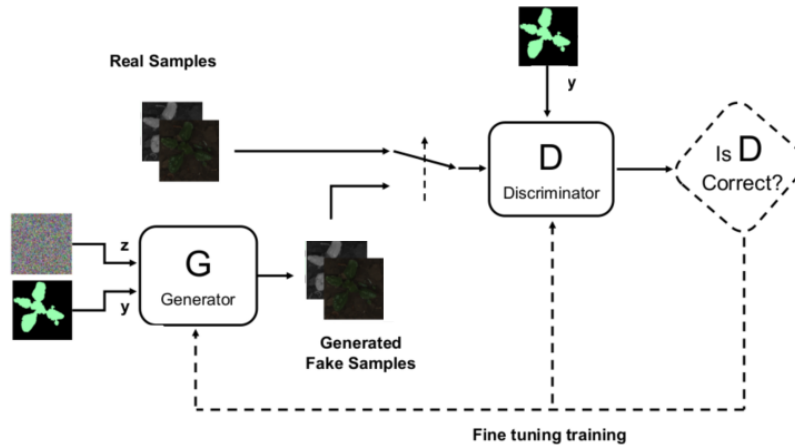 Real Samples
y
D
Discriminator
Is D
Correct?
z
y
G
Generator
Generated
Fake Samples
Fine tuning training